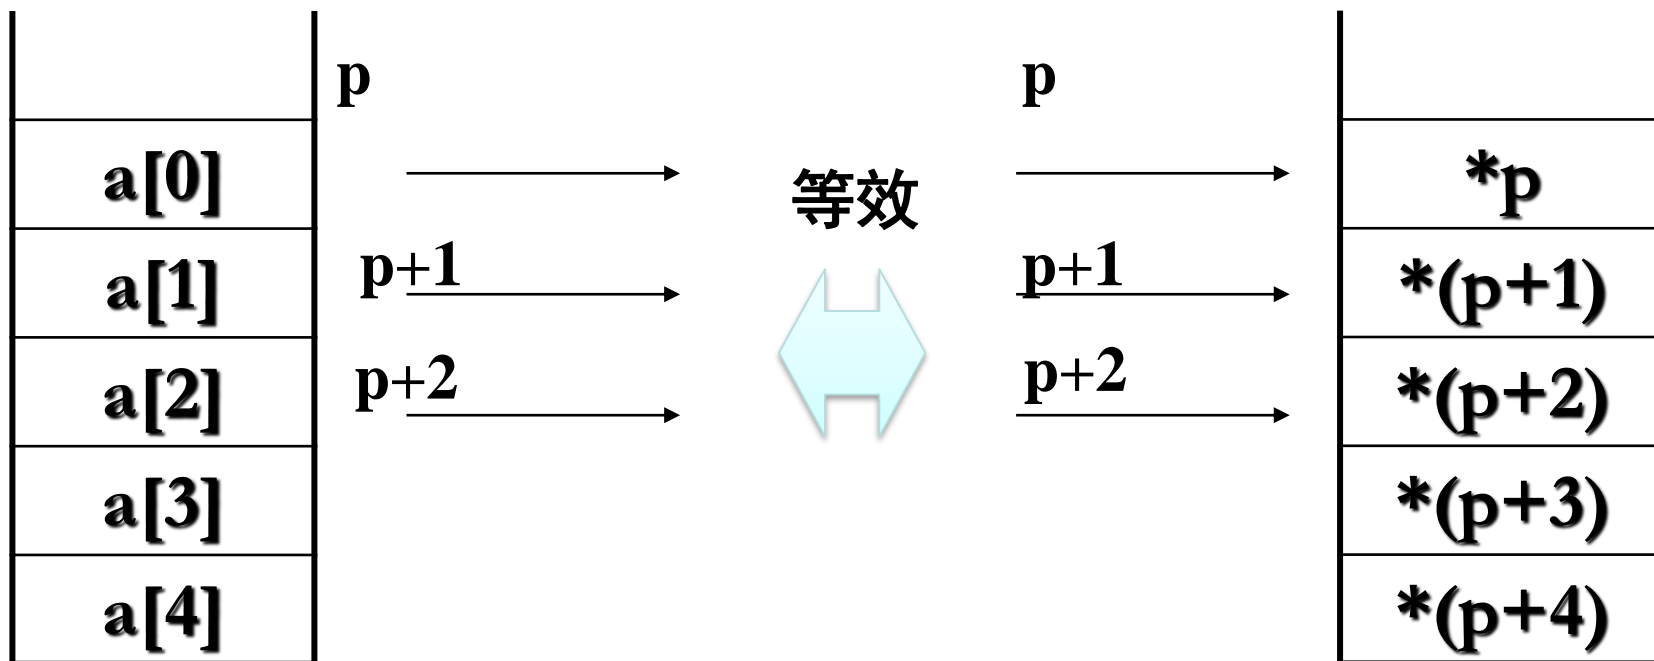 p p
a[0] 等效 *p
a[1] p+1 p+1 *(p+1)
a[2] p+2 p+2 *(p+2)
a[3] *(p+3)
a[4] *(p+4)